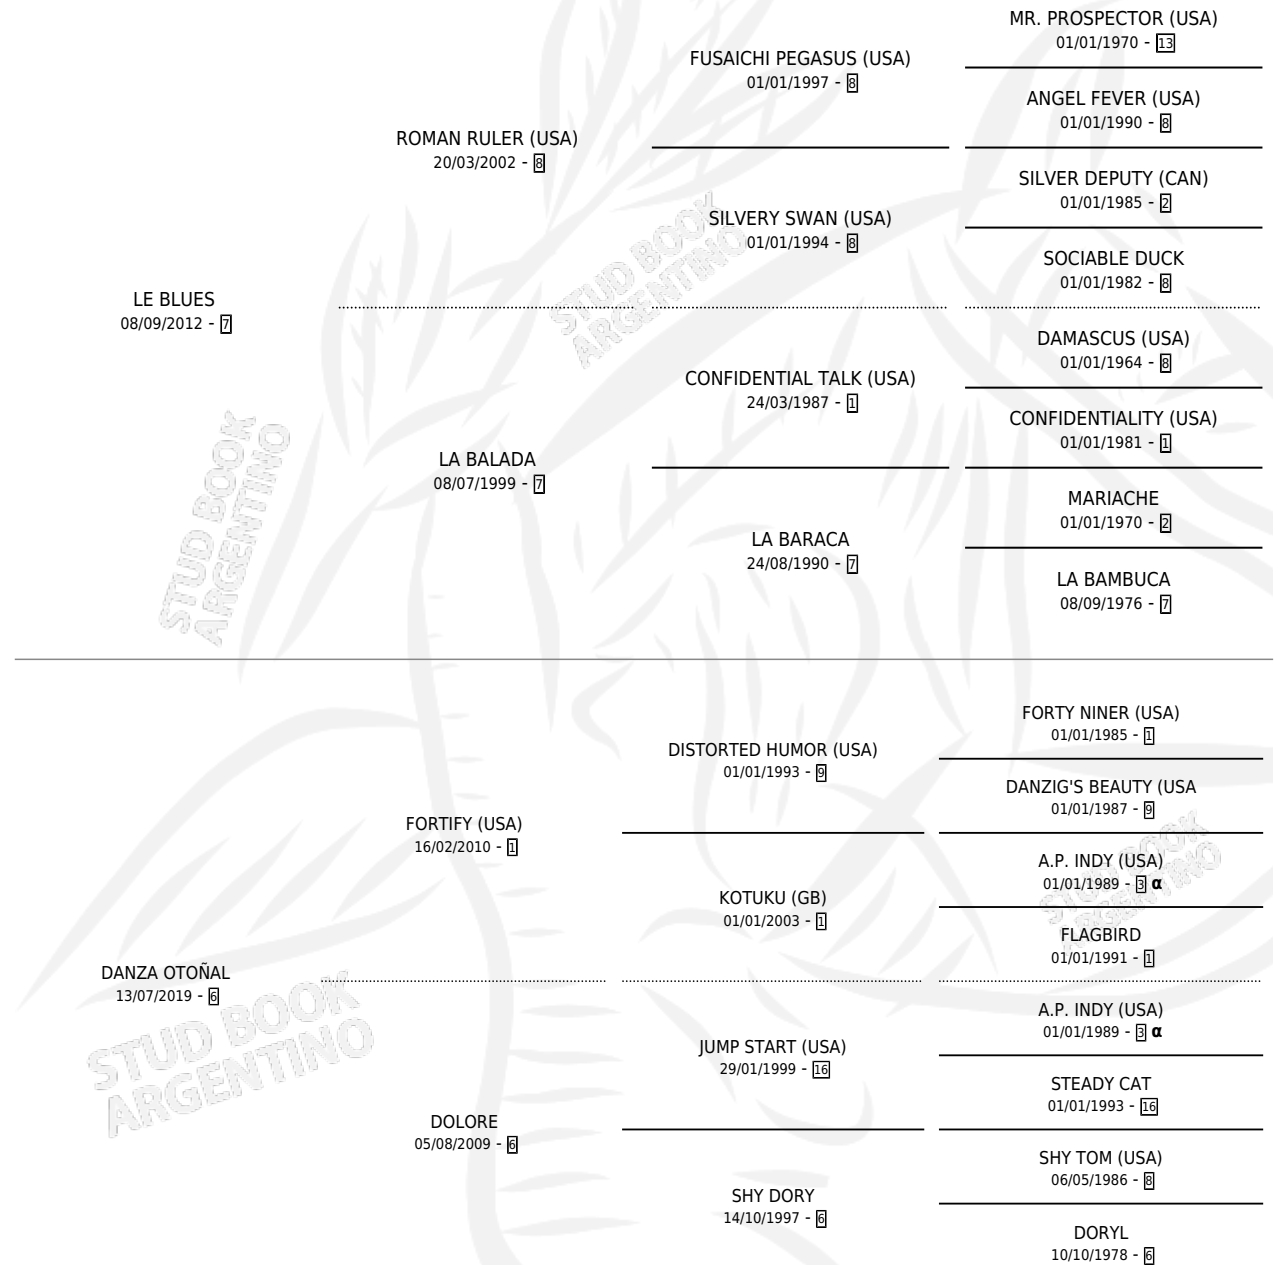 MR. PROSPECTOR (USA)
01/01/1970 - 13
FUSAICHI PEGASUS (USA)
01/01/1997 - 8
ANGEL FEVER (USA)
01/01/1990 - 8
ROMAN RULER (USA)
20/03/2002 - 8
SILVER DEPUTY (CAN)
01/01/1985 - 2
SILVERY SWAN (USA)
01/01/1994 - 8
SOCIABLE DUCK
01/01/1982 - 8
LE BLUES
08/09/2012 - 7
DAMASCUS (USA)
01/01/1964 - 8
CONFIDENTIAL TALK (USA)
24/03/1987 - 1
CONFIDENTIALITY (USA)
01/01/1981 - 1
LA BALADA
08/07/1999 - 7
MARIACHE
01/01/1970 - 2
LA BARACA
24/08/1990 - 7
LA BAMBUCA
08/09/1976 - 7
FORTY NINER (USA)
01/01/1985 - 1
DISTORTED HUMOR (USA)
01/01/1993 - 9
DANZIG'S BEAUTY (USA
01/01/1987 - 9
FORTIFY (USA)
16/02/2010 - 1
A.P. INDY (USA)
01/01/1989 - 3 α
KOTUKU (GB)
01/01/2003 - 1
FLAGBIRD
01/01/1991 - 1
DANZA OTOÑAL
13/07/2019 - 6
A.P. INDY (USA)
01/01/1989 - 3 α
JUMP START (USA)
29/01/1999 - 16
STEADY CAT
01/01/1993 - 16
DOLORE
05/08/2009 - 6
SHY TOM (USA)
06/05/1986 - 8
SHY DORY
14/10/1997 - 6
DORYL
10/10/1978 - 6
STUD BOOK
ARGENTINO
STUD BOOK
ARGENTINO
STUD BOOK
ARGENTINO
STUD BOOK
ARGENTINO